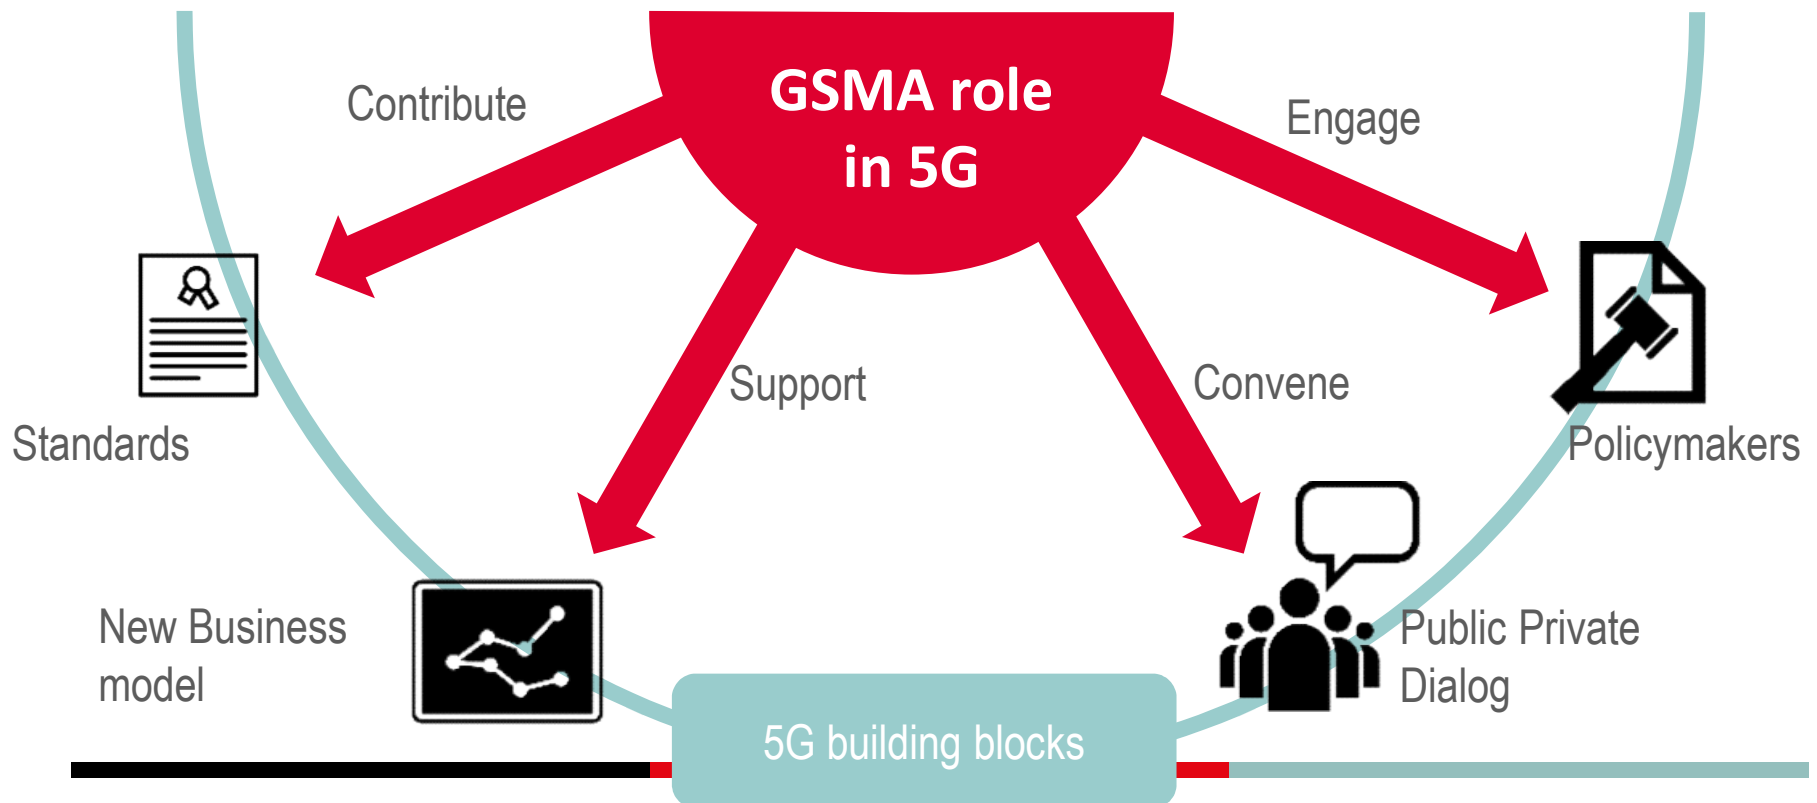 GSMA role
in 5G
Contribute
Engage
Support
Convene
Standards
Policymakers
New Business
model
Public Private
Dialog
5G building blocks